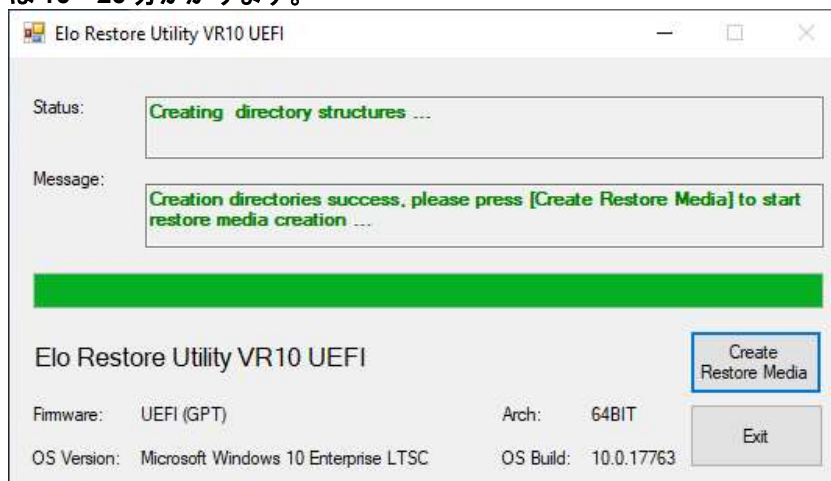 Elo Restore Utility VR10 UEFI
Status:
Creating directory structures ...
Message:
Creation directories success, please press [Create Restore Media] to start
restore media creation ...
Elo Restore Utility VR10 UEFI
Create
Restore Media
Firmware: UEFI (GPT) Arch: 64BIT
Exit
OS Version: Microsoft Windows 10 Enterprise LTSC OS Build: 10.0.17763